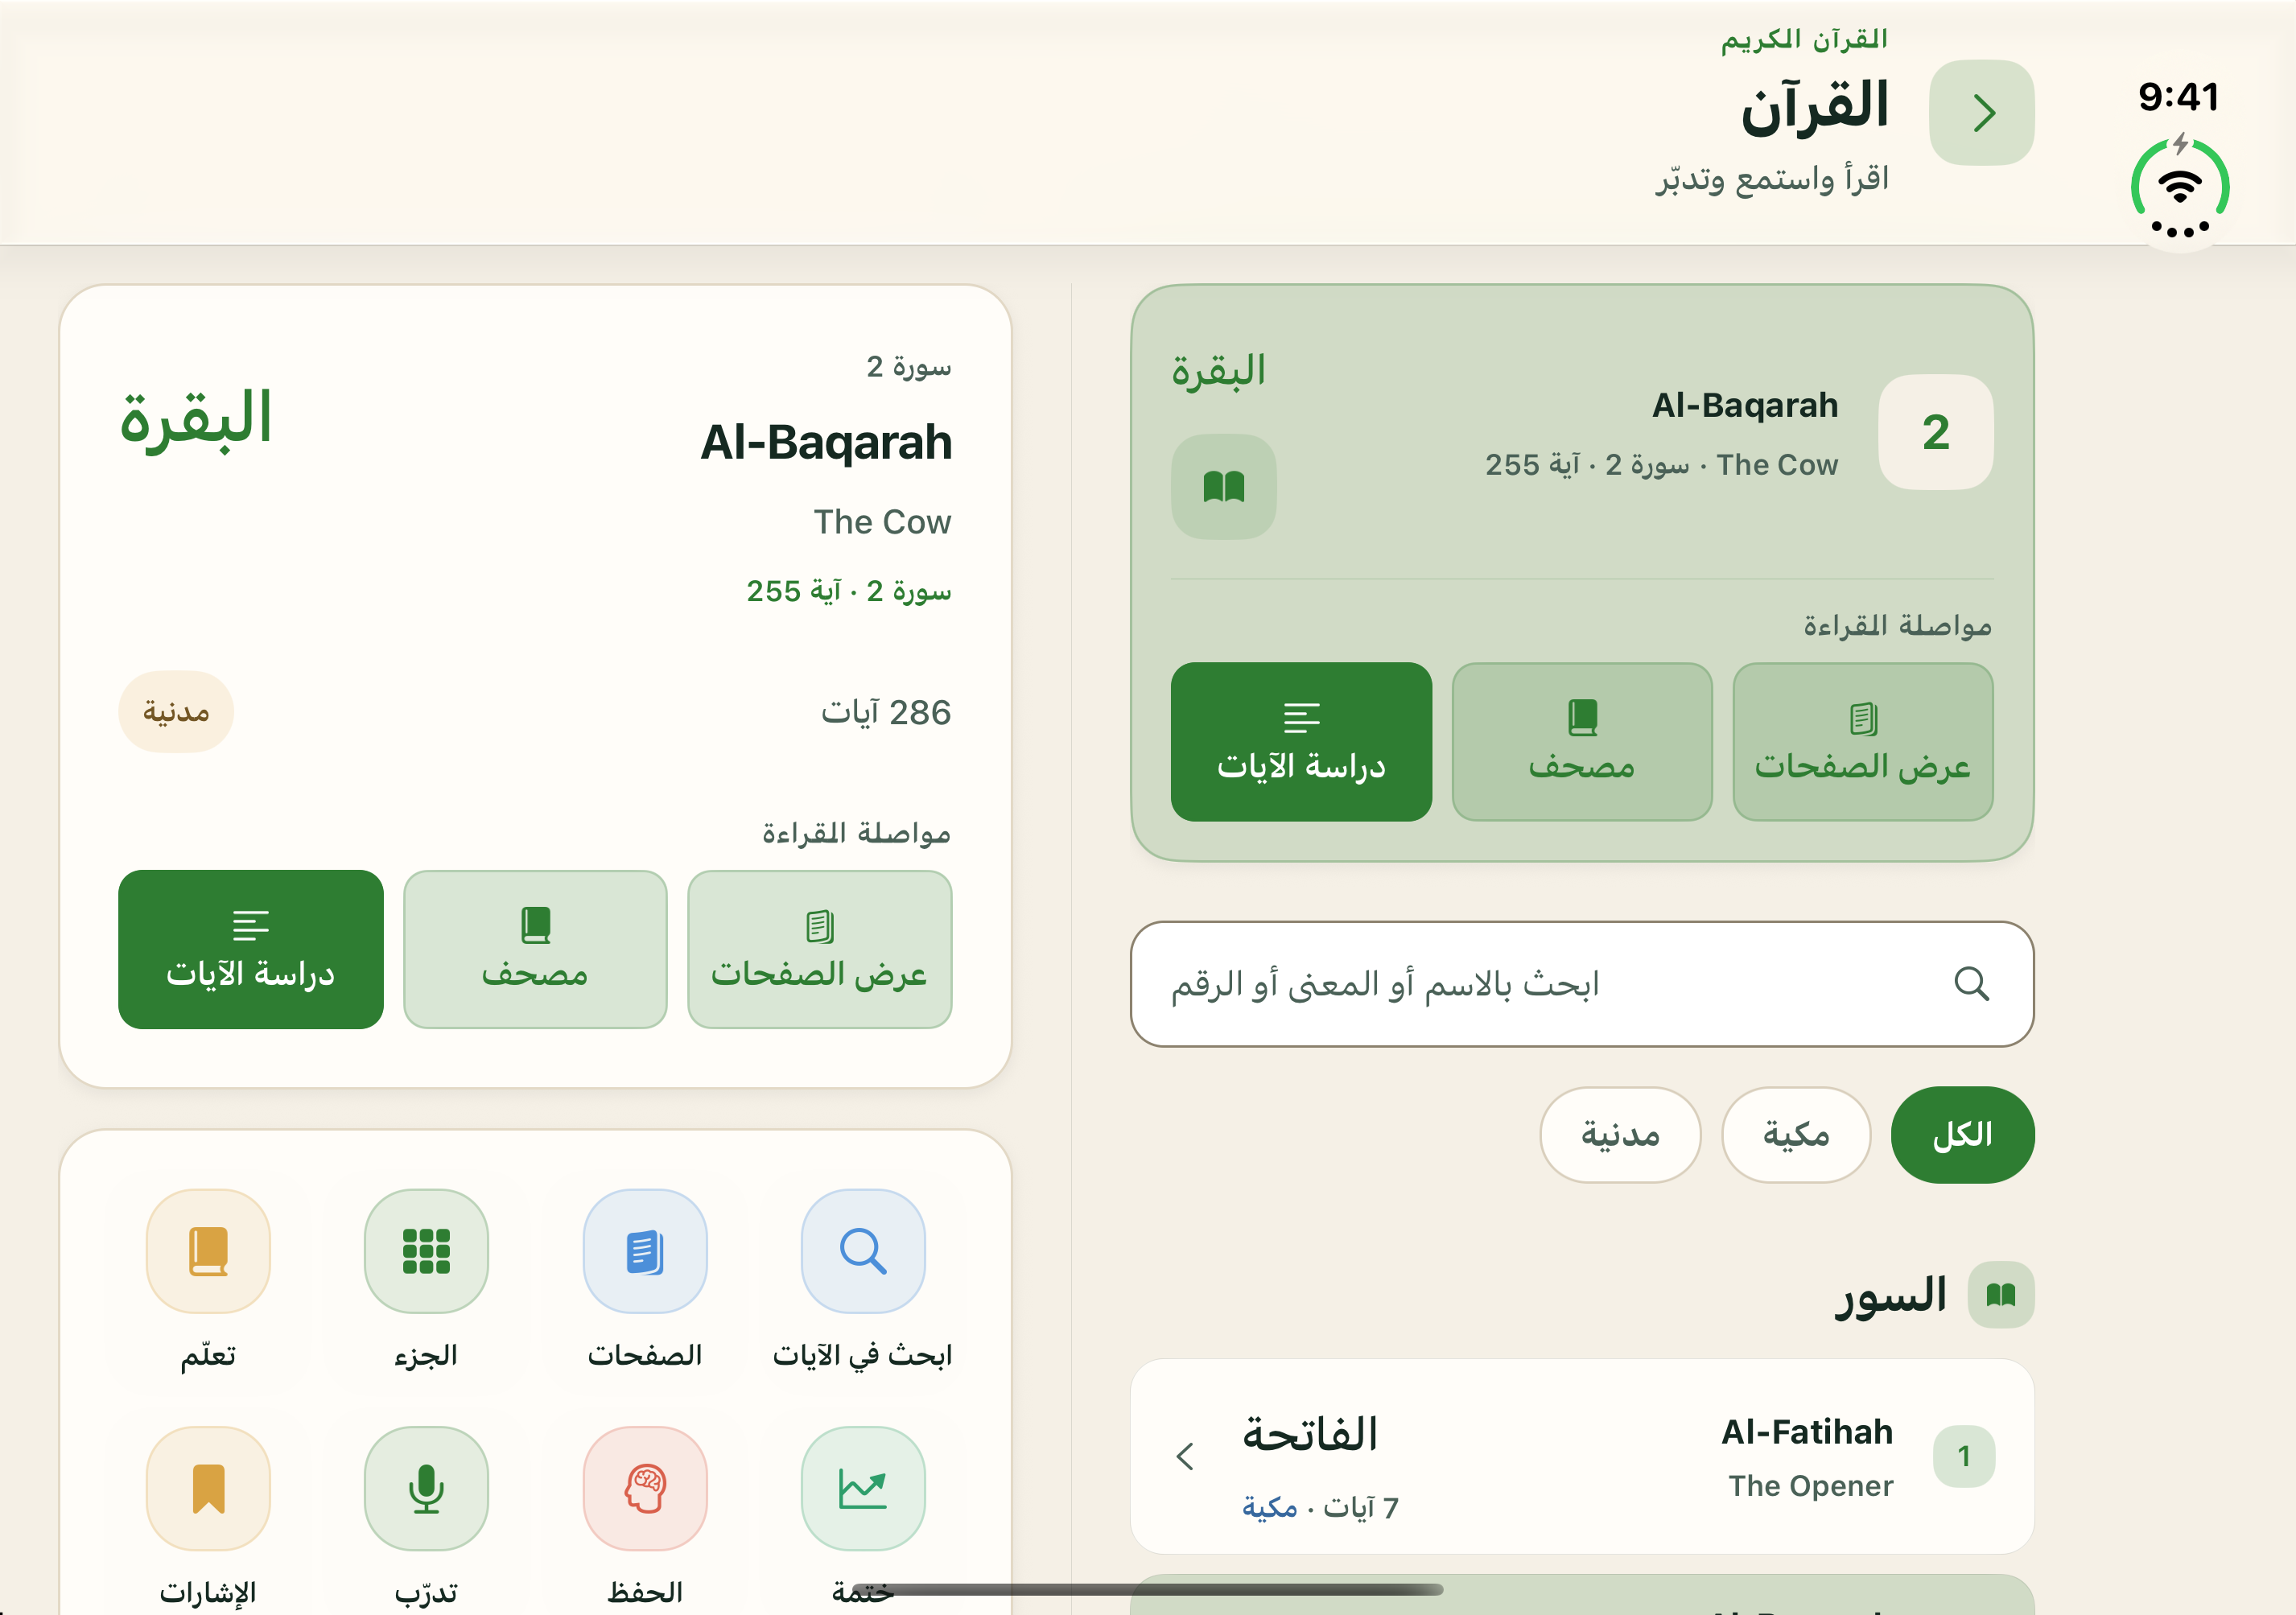 القرآن الكريم
القرآن
اقرأ واستمع وتدبّر
9:41
2
Al-Baqarah
The Cow · سورة 2 · آية 255
البقرة
مواصلة القراءة
عرض الصفحات
مصحف
دراسة الآيات
ابحث بالاسم أو المعنى أو الرقم
الكل
مكية
مدنية
السور
1
Al-Fatihah
The Opener
الفاتحة
7 آيات · مكية
سورة 2
Al-Baqarah
البقرة
The Cow
سورة 2 · آية 255
286 آيات
مدنية
مواصلة القراءة
عرض الصفحات
مصحف
دراسة الآيات
ابحث في الآيات
الصفحات
الجزء
تعلّم
ختمة
الحفظ
تدرّب
الإشارات